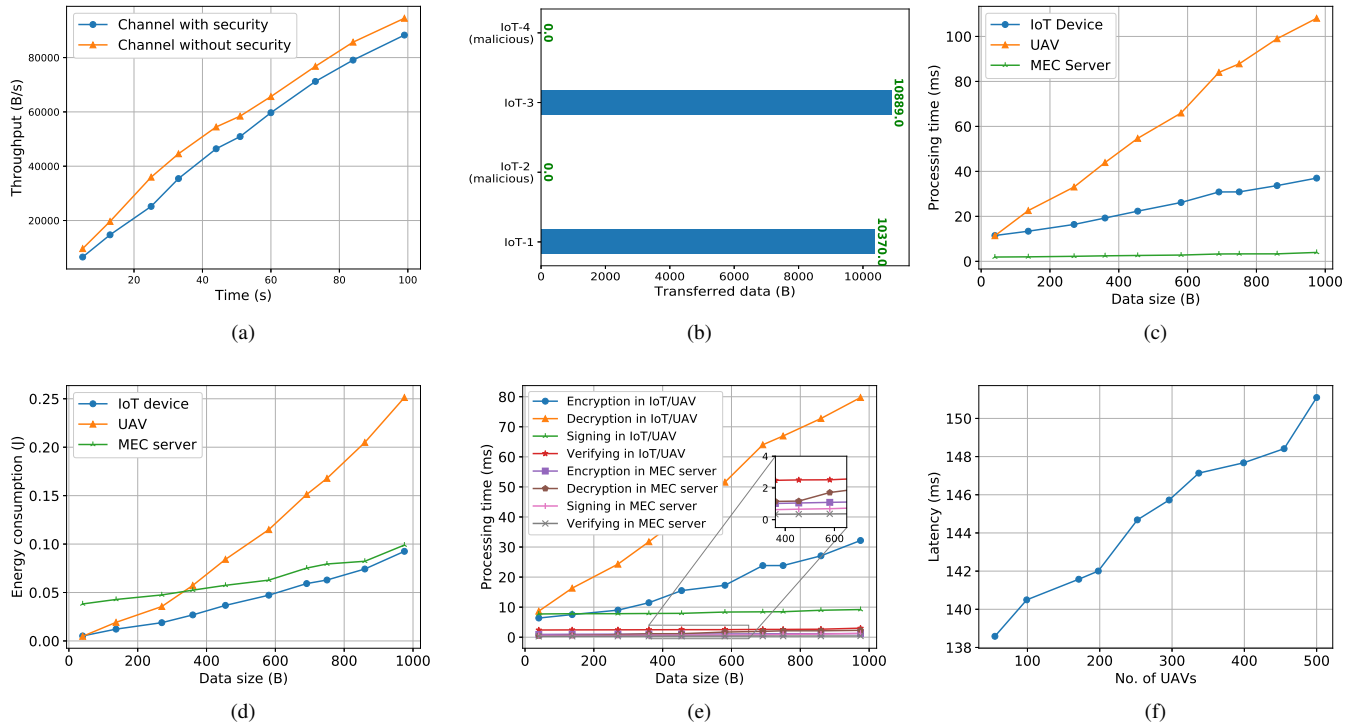 Channel with security
Channel without security
80000
60000
40000
20000
20
40
60
80
100
Throughput (B/s)
Time (s)
(a)
IoT-4
(malicious)
0.0
IoT-3
10889.0
IoT-2
(malicious)
0.0
IoT-1
10370.0
0
2000
4000
6000
8000
10000
Transferred data (B)
(b)
IoT Device
UAV
MEC Server
100
80
60
40
20
0
0
200
400
600
800
1000
Processing time (ms)
Data size (B)
(c)
IoT device
UAV
MEC server
0.25
0.20
0.15
0.10
0.05
0.00
0
200
400
600
800
1000
Energy consumption (J)
Data size (B)
(d)
Encryption in IoT/UAV
Decryption in IoT/UAV
Signing in IoT/UAV
Verifying in IoT/UAV
Encryption in MEC server
Decryption in MEC server
Signing in MEC server
Verifying in MEC server
80
70
60
50
40
30
20
10
0
4
2
0
400
600
0
200
400
600
800
1000
Processing time (ms)
Data size (B)
(e)
150
148
146
144
142
140
138
100
200
300
400
500
Latency (ms)
No. of UAVs
(f)